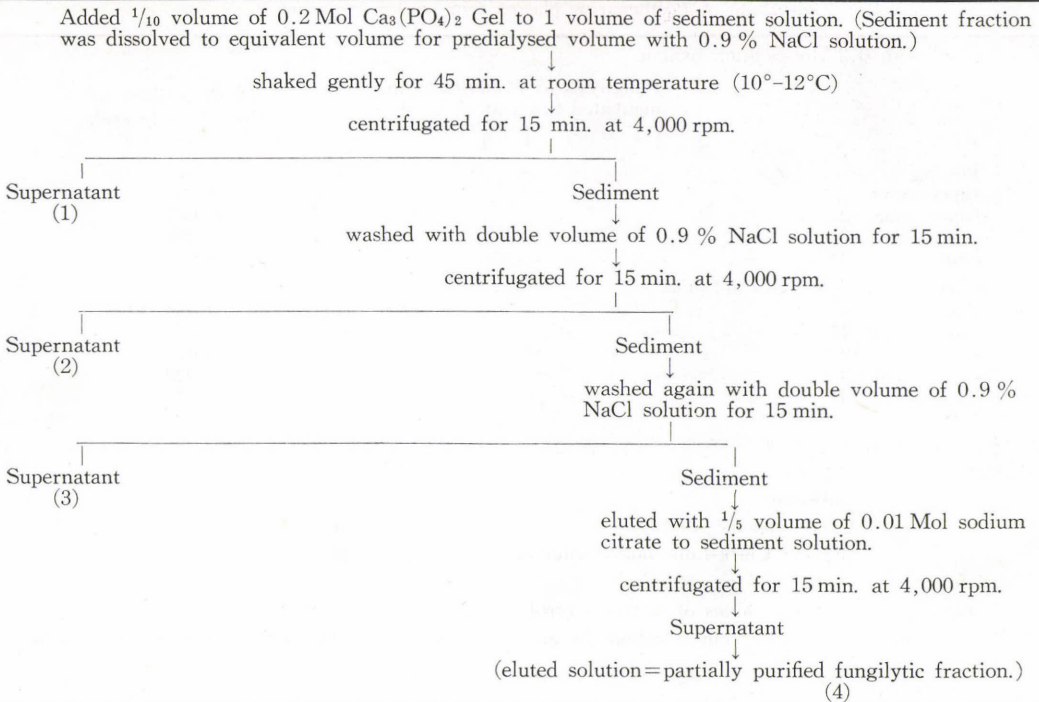 Added 1/10 volume of 0.2 Mol Ca₃(PO₄)₂ Gel to 1 volume of sediment solution. (Sediment fraction
was dissolved to equivalent volume for predialysed volume with 0.9 % NaCl solution.)
shaked gently for 45 min. at room temperature (10°–12°C)
centrifugated for 15 min. at 4,000 rpm.
Supernatant
(1)
Sediment
washed with double volume of 0.9 % NaCl solution for 15 min.
centrifugated for 15 min. at 4,000 rpm.
Supernatant
(2)
Sediment
washed again with double volume of 0.9 %
NaCl solution for 15 min.
Supernatant
(3)
Sediment
eluted with 1/5 volume of 0.01 Mol sodium
citrate to sediment solution.
centrifugated for 15 min. at 4,000 rpm.
Supernatant
(eluted solution=partially purified fungilytic fraction.)
(4)